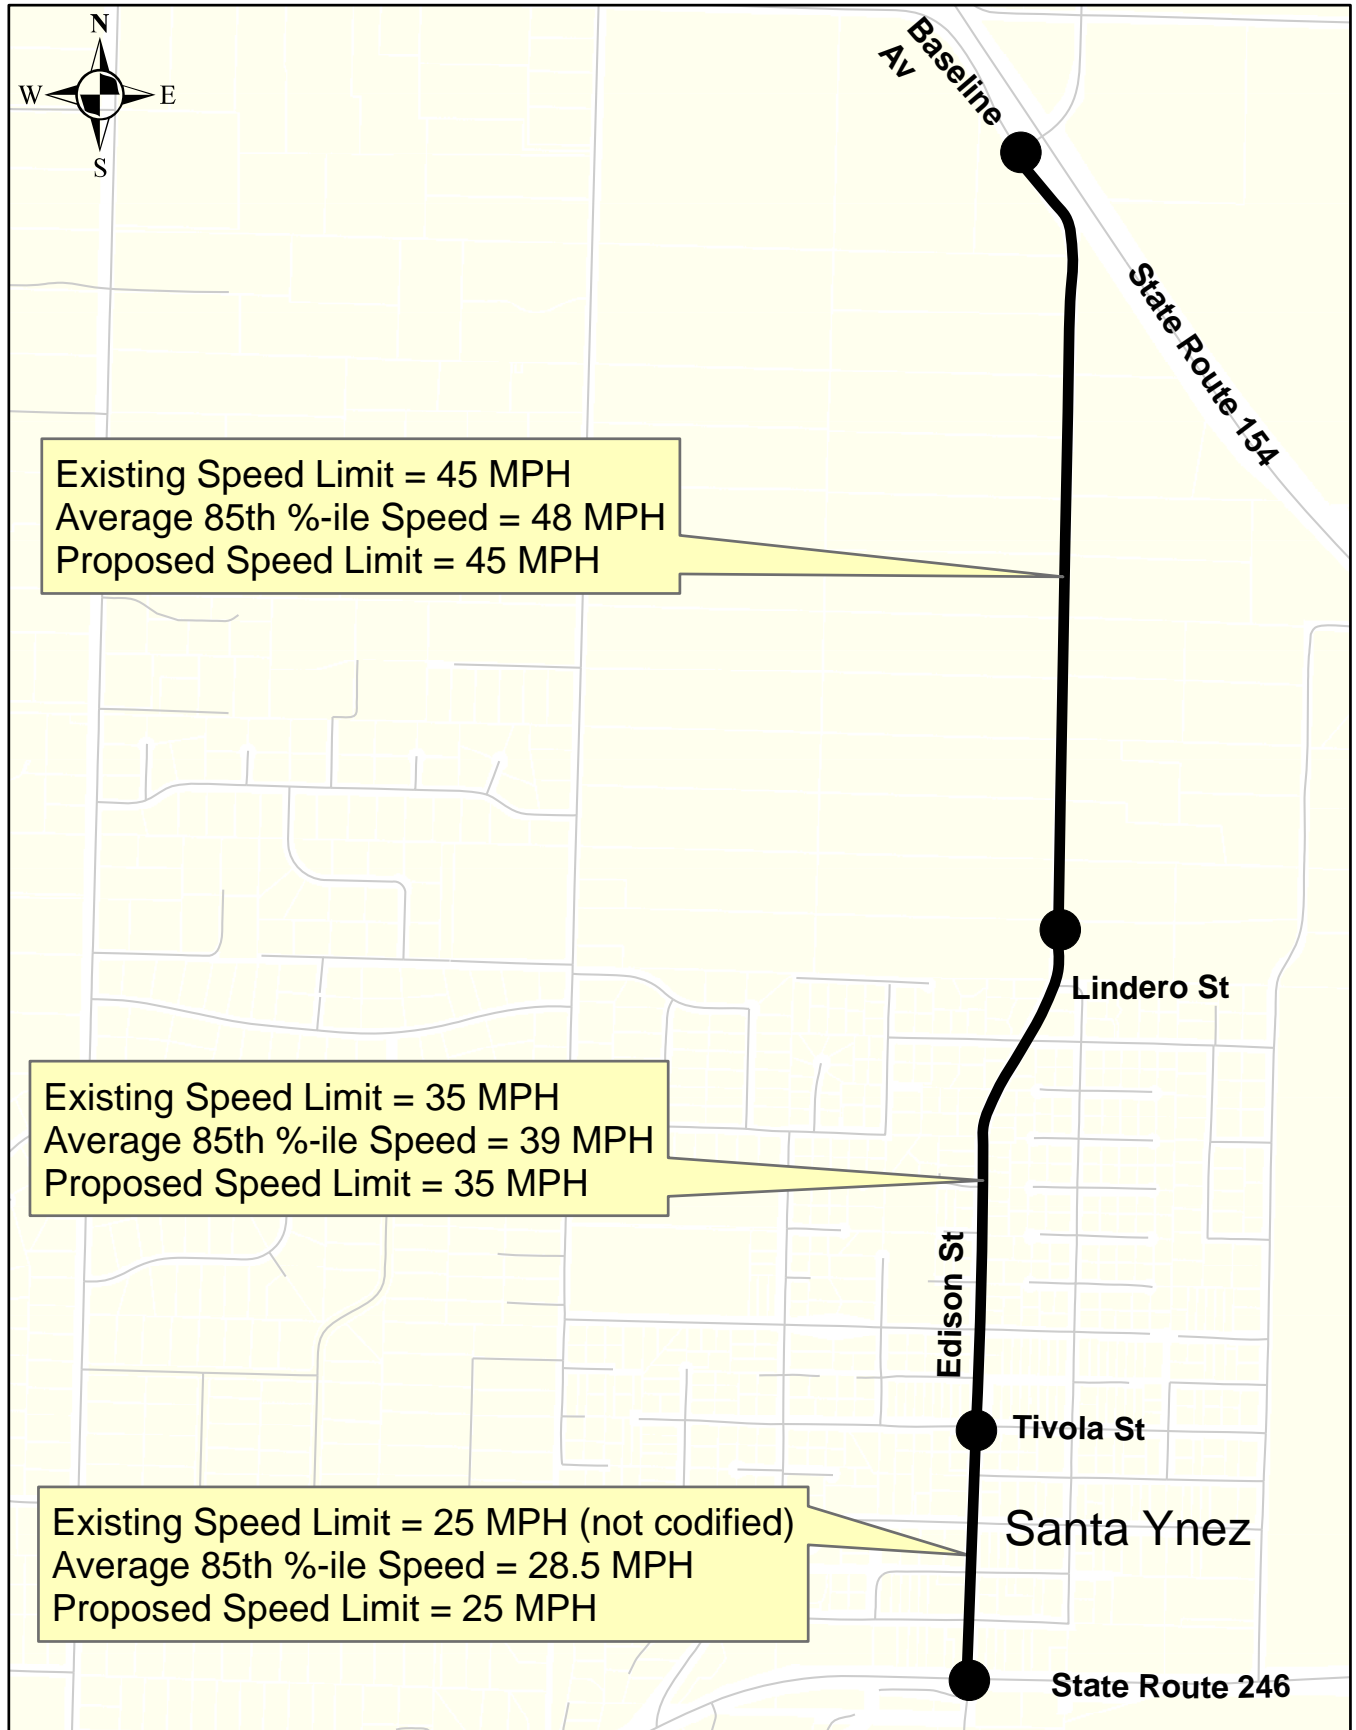 N
W
E
S
Baseline
Av
State Route 154
Existing Speed Limit = 45 MPH
Average 85th %-ile Speed = 48 MPH
Proposed Speed Limit = 45 MPH
Lindero St
Existing Speed Limit = 35 MPH
Average 85th %-ile Speed = 39 MPH
Proposed Speed Limit = 35 MPH
Edison St
Tivola St
Existing Speed Limit = 25 MPH (not codified)
Average 85th %-ile Speed = 28.5 MPH
Proposed Speed Limit = 25 MPH
Santa Ynez
State Route 246